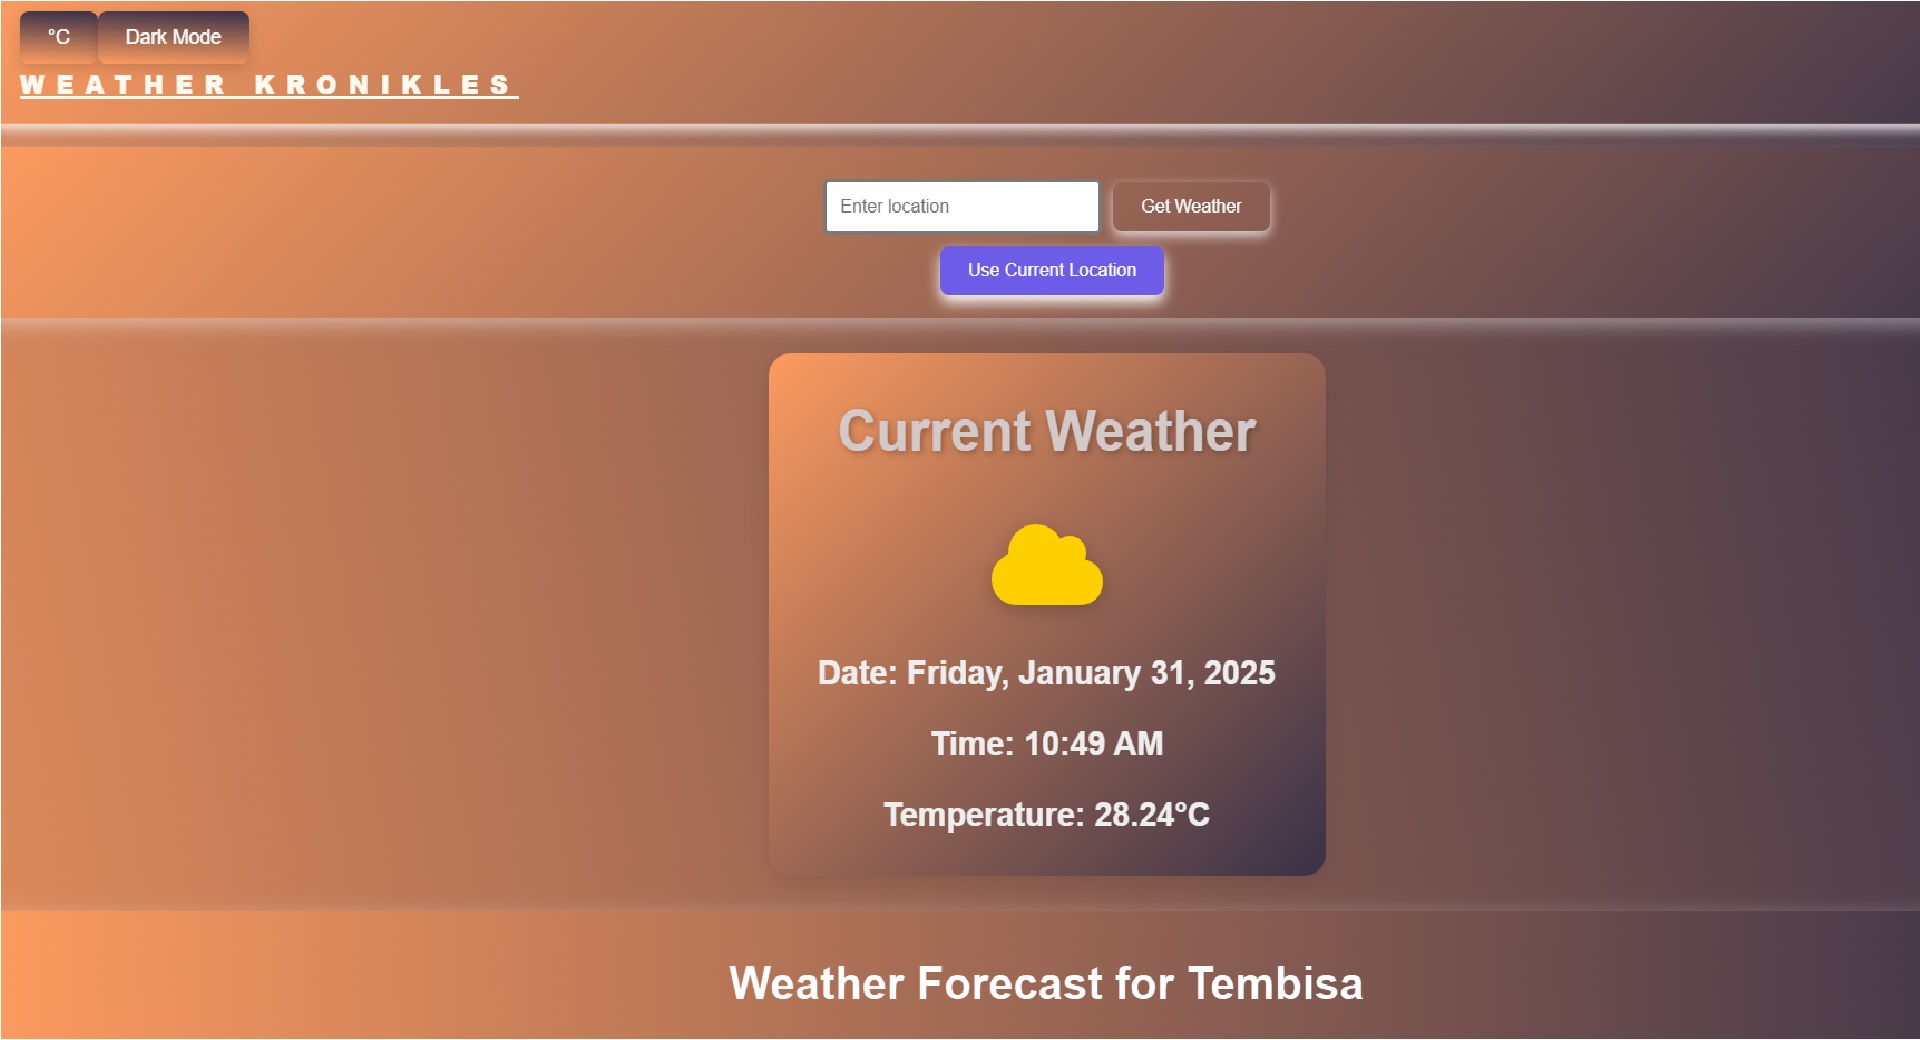 °C Dark Mode
WEATHER KRONIKLES
Enter location Get Weather
Use Current Location
Current Weather
Date: Friday, January 31, 2025
Time: 10:49 AM
Temperature: 28.24°C
Weather Forecast for Tembisa